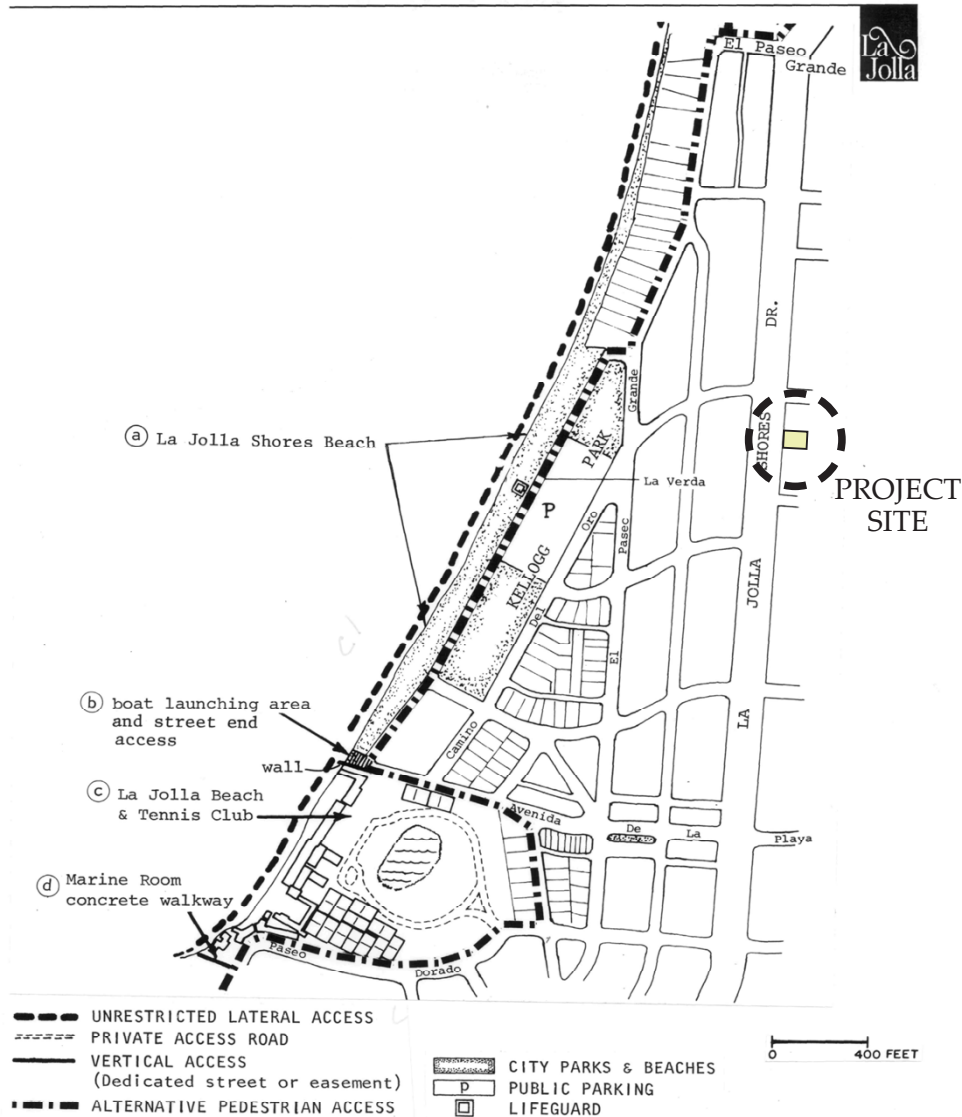 La
Jolla
El Paseo
Grande
DR.
SHORES
JOLLA
LA
PROJECT
SITE
ⓐ La Jolla Shores Beach
PARK
Grande
La Verda
P
KELLOGG
Oro
Del
Camino
Pasec
El
ⓑ boat launching area
and street end
access
wall
ⓒ La Jolla Beach
& Tennis Club
Avenida
De
La
Playa
ⓓ Marine Room
concrete walkway
Paseo
Dorado
UNRESTRICTED LATERAL ACCESS
PRIVATE ACCESS ROAD
VERTICAL ACCESS
(Dedicated street or easement)
ALTERNATIVE PEDESTRIAN ACCESS
CITY PARKS & BEACHES
P PUBLIC PARKING
LIFEGUARD
0 400 FEET